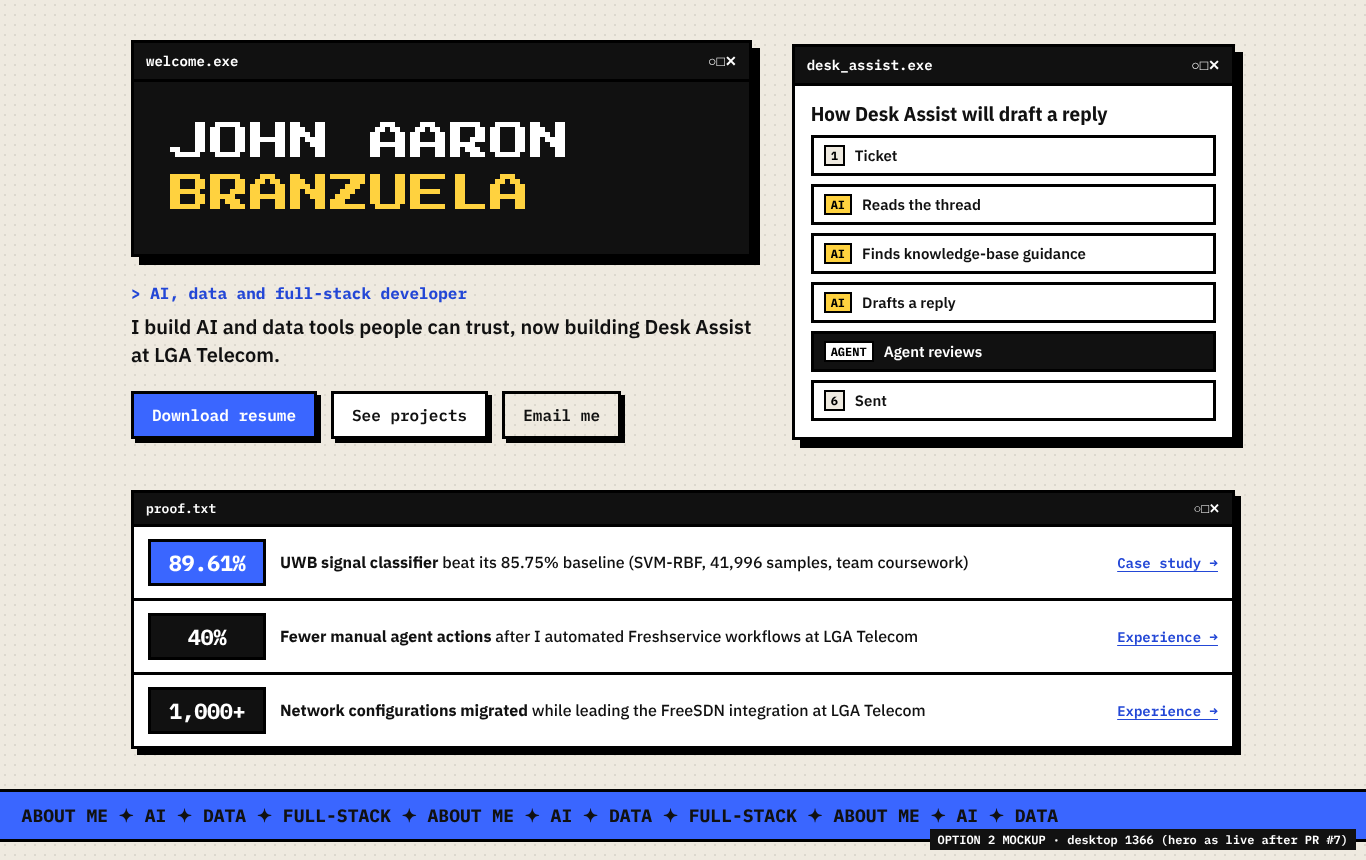 welcome.exe
○□✕
JOHN AARON
BRANZUELA
> AI, data and full-stack developer
I build AI and data tools people can trust, now building Desk Assist
at LGA Telecom.
Download resume
See projects
Email me
desk_assist.exe
○□✕
How Desk Assist will draft a reply
1 Ticket
AI Reads the thread
AI Finds knowledge-base guidance
AI Drafts a reply
AGENT Agent reviews
6 Sent
proof.txt
○□✕
89.61% UWB signal classifier beat its 85.75% baseline (SVM-RBF, 41,996 samples, team coursework) Case study →
40% Fewer manual agent actions after I automated Freshservice workflows at LGA Telecom Experience →
1,000+ Network configurations migrated while leading the FreeSDN integration at LGA Telecom Experience →
ABOUT ME ✦ AI ✦ DATA ✦ FULL-STACK ✦ ABOUT ME ✦ AI ✦ DATA ✦ FULL-STACK ✦ ABOUT ME ✦ AI ✦ DATA
OPTION 2 MOCKUP · desktop 1366 (hero as live after PR #7)